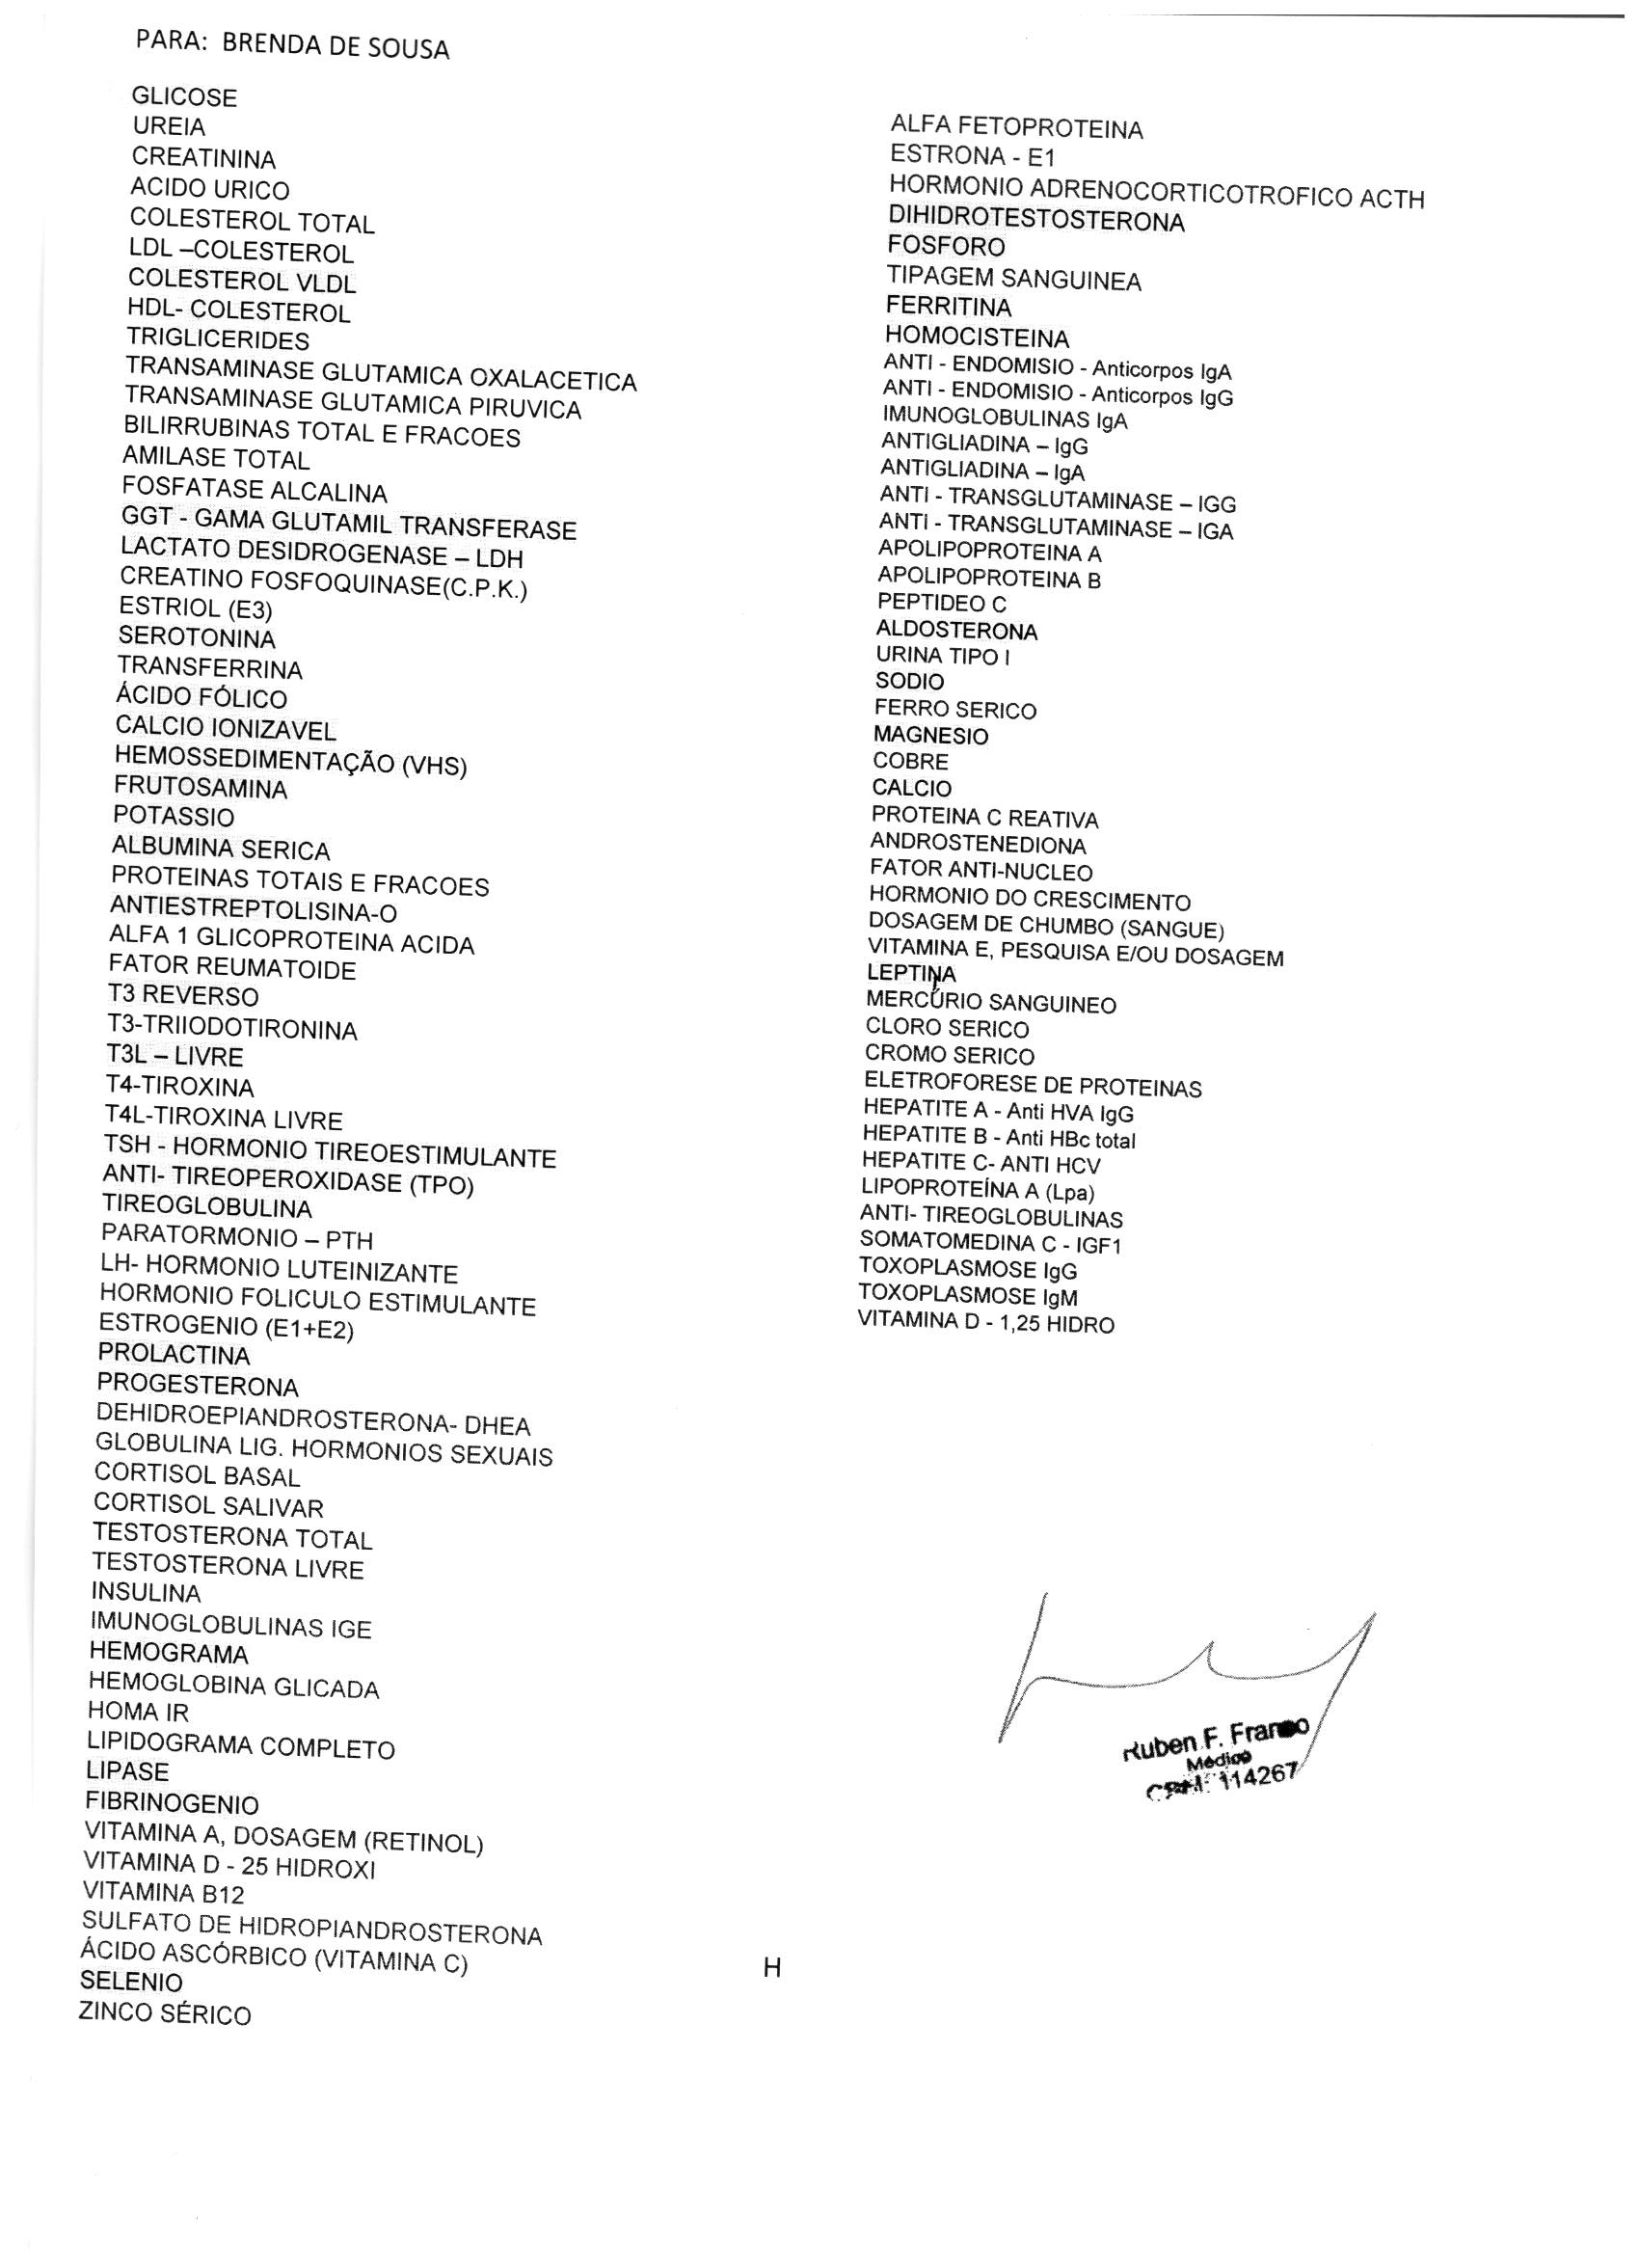 PARA: BRENDA DE SOUSA
GLICOSE
UREIA
CREATININA
ACIDO URICO
COLESTEROL TOTAL
LDL –COLESTEROL
COLESTEROL VLDL
HDL- COLESTEROL
TRIGLICERIDES
TRANSAMINASE GLUTAMICA OXALACETICA
TRANSAMINASE GLUTAMICA PIRUVICA
BILIRRUBINAS TOTAL E FRACOES
AMILASE TOTAL
FOSFATASE ALCALINA
GGT - GAMA GLUTAMIL TRANSFERASE
LACTATO DESIDROGENASE – LDH
CREATINO FOSFOQUINASE(C.P.K.)
ESTRIOL (E3)
SEROTONINA
TRANSFERRINA
ÁCIDO FÓLICO
CALCIO IONIZAVEL
HEMOSSEDIMENTAÇÃO (VHS)
FRUTOSAMINA
POTASSIO
ALBUMINA SERICA
PROTEINAS TOTAIS E FRACOES
ANTIESTREPTOLISINA-O
ALFA 1 GLICOPROTEINA ACIDA
FATOR REUMATOIDE
T3 REVERSO
T3-TRIIODOTIRONINA
T3L – LIVRE
T4-TIROXINA
T4L-TIROXINA LIVRE
TSH - HORMONIO TIREOESTIMULANTE
ANTI- TIREOPEROXIDASE (TPO)
TIREOGLOBULINA
PARATORMONIO – PTH
LH- HORMONIO LUTEINIZANTE
HORMONIO FOLICULO ESTIMULANTE
ESTROGENIO (E1+E2)
PROLACTINA
PROGESTERONA
DEHIDROEPIANDROSTERONA- DHEA
GLOBULINA LIG. HORMONIOS SEXUAIS
CORTISOL BASAL
CORTISOL SALIVAR
TESTOSTERONA TOTAL
TESTOSTERONA LIVRE
INSULINA
IMUNOGLOBULINAS IGE
HEMOGRAMA
HEMOGLOBINA GLICADA
HOMA IR
LIPIDOGRAMA COMPLETO
LIPASE
FIBRINOGENIO
VITAMINA A, DOSAGEM (RETINOL)
VITAMINA D - 25 HIDROXI
VITAMINA B12
SULFATO DE HIDROPIANDROSTERONA
ÁCIDO ASCÓRBICO (VITAMINA C)
SELENIO
ZINCO SÉRICO
ALFA FETOPROTEINA
ESTRONA - E1
HORMONIO ADRENOCORTICOTROFICO ACTH
DIHIDROTESTOSTERONA
FOSFORO
TIPAGEM SANGUINEA
FERRITINA
HOMOCISTEINA
ANTI - ENDOMISIO - Anticorpos IgA
ANTI - ENDOMISIO - Anticorpos IgG
IMUNOGLOBULINAS IgA
ANTIGLIADINA – IgG
ANTIGLIADINA – IgA
ANTI - TRANSGLUTAMINASE – IGG
ANTI - TRANSGLUTAMINASE – IGA
APOLIPOPROTEINA A
APOLIPOPROTEINA B
PEPTIDEO C
ALDOSTERONA
URINA TIPO I
SODIO
FERRO SERICO
MAGNESIO
COBRE
CALCIO
PROTEINA C REATIVA
ANDROSTENEDIONA
FATOR ANTI-NUCLEO
HORMONIO DO CRESCIMENTO
DOSAGEM DE CHUMBO (SANGUE)
VITAMINA E, PESQUISA E/OU DOSAGEM
LEPTINA
MERCÚRIO SANGUINEO
CLORO SERICO
CROMO SERICO
ELETROFORESE DE PROTEINAS
HEPATITE A - Anti HVA IgG
HEPATITE B - Anti HBc total
HEPATITE C- ANTI HCV
LIPOPROTEÍNA A (Lpa)
ANTI- TIREOGLOBULINAS
SOMATOMEDINA C - IGF1
TOXOPLASMOSE IgG
TOXOPLASMOSE IgM
VITAMINA D - 1,25 HIDRO
Ruben F. Franco
Médico
CRM: 114267
H